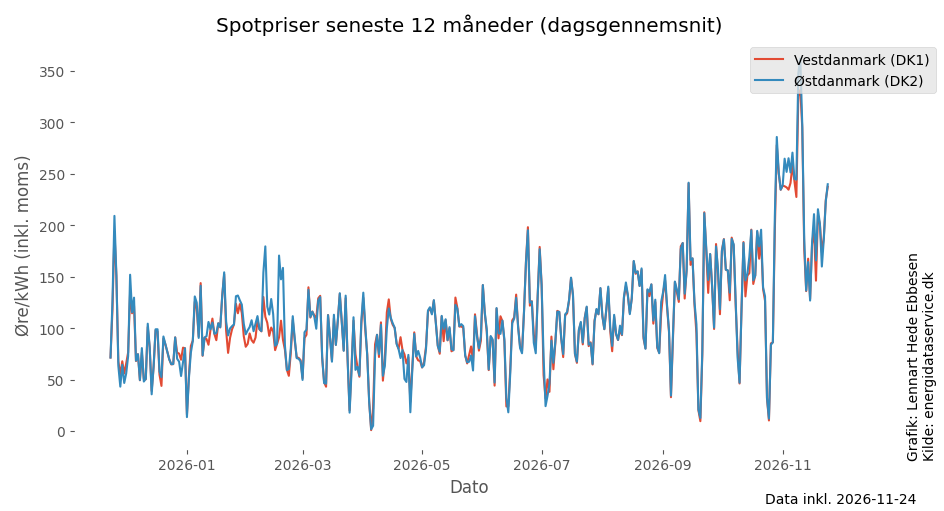 Spotpriser seneste 12 måneder (dagsgennemsnit)
Vestdanmark (DK1)
Østdanmark (DK2)
Øre/kWh (inkl. moms)
350
300
250
200
150
100
50
0
2026-01
2026-03
2026-05
2026-07
2026-09
2026-11
Dato
Grafik: Lennart Hede Ebbesen
Kilde: energidataservice.dk
Data inkl. 2026-11-24